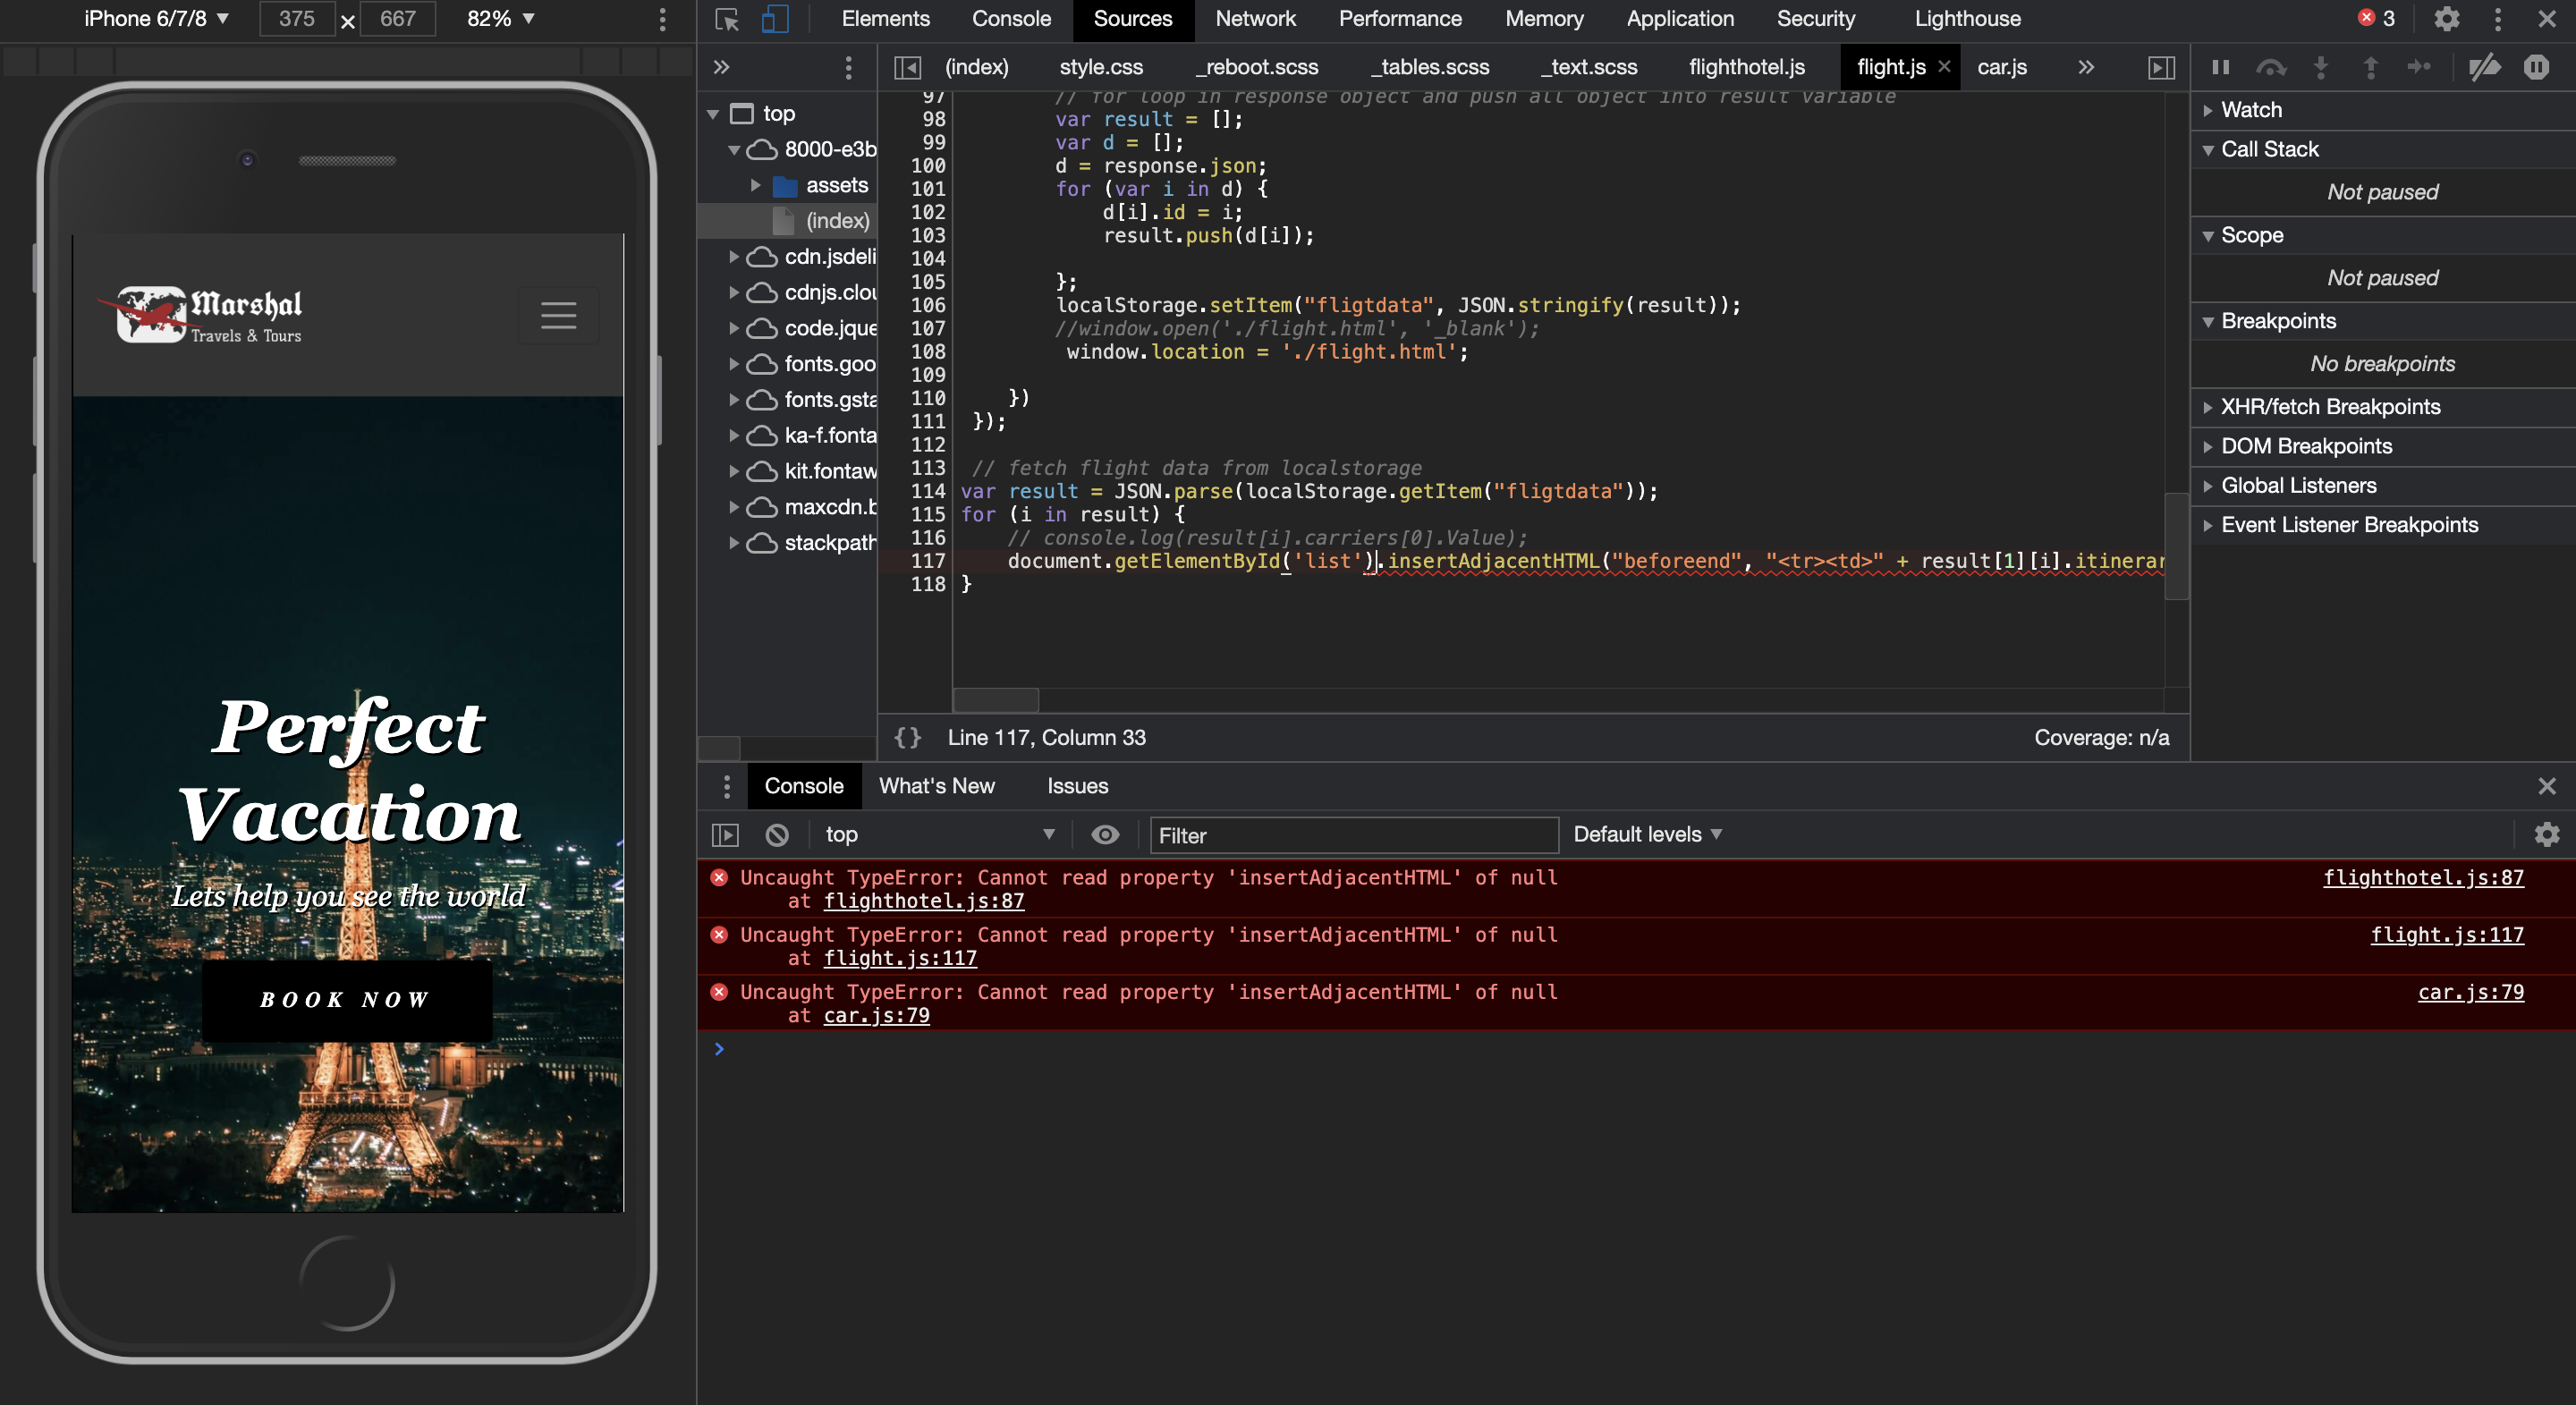 iPhone 6/7/8 ▼ 375 × 667 82% ▼
Elements Console Sources Network Performance Memory Application Security Lighthouse 3
(index) style.css _reboot.scss _tables.scss _text.scss flighthotel.js flight.js car.js
top
8000-e3b
assets
(index)
cdn.jsdeli
cdnjs.clou
code.jque
fonts.goo
fonts.gsta
ka-f.fonta
kit.fontaw
maxcdn.b
stackpath
97 // for loop in response object and push all object into result variable
98 var result = [];
99 var d = [];
100 d = response.json;
101 for (var i in d) {
102 d[i].id = i;
103 result.push(d[i]);
104
105 };
106 localStorage.setItem("fligtdata", JSON.stringify(result));
107 //window.open('./flight.html', '_blank');
108 window.location = './flight.html';
109
110 })
111 });
112
113 // fetch flight data from localstorage
114 var result = JSON.parse(localStorage.getItem("fligtdata"));
115 for (i in result) {
116 // console.log(result[i].carriers[0].Value);
117 document.getElementById('list').insertAdjacentHTML("beforeend", "<tr><td>" + result[1][i].itinerar
118 }
{} Line 117, Column 33 Coverage: n/a
Watch
Call Stack
Not paused
Scope
Not paused
Breakpoints
No breakpoints
XHR/fetch Breakpoints
DOM Breakpoints
Global Listeners
Event Listener Breakpoints
Console What's New Issues
top ▼ Filter Default levels ▼
Uncaught TypeError: Cannot read property 'insertAdjacentHTML' of null flighthotel.js:87
at flighthotel.js:87
Uncaught TypeError: Cannot read property 'insertAdjacentHTML' of null flight.js:117
at flight.js:117
Uncaught TypeError: Cannot read property 'insertAdjacentHTML' of null car.js:79
at car.js:79
Marshal
Travels & Tours
Perfect
Vacation
Lets help you see the world
BOOK NOW